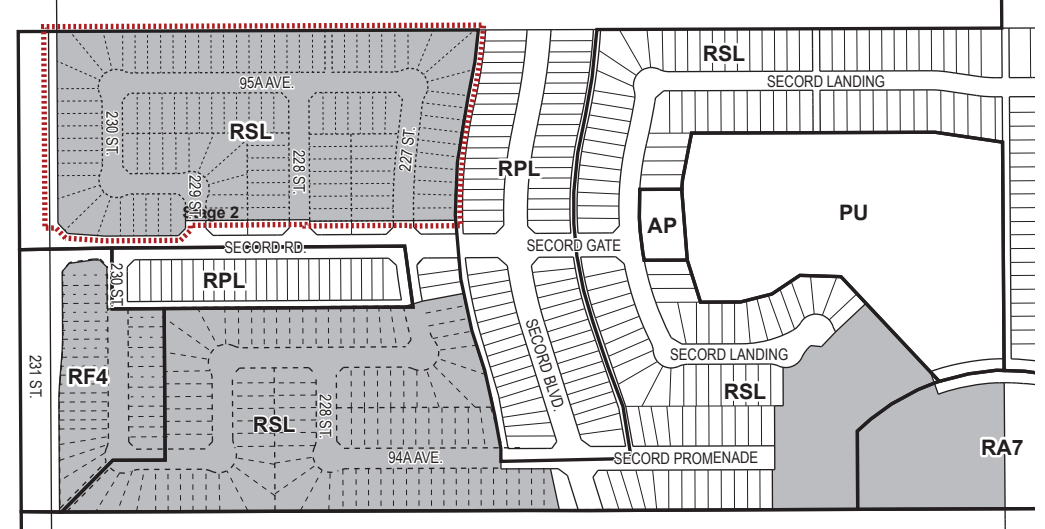 RSL
SECORD LANDING
95A AVE.
230 ST.
RSL
228 ST.
227 ST.
229 ST.
Stage 2
RPL
AP
PU
SECORD RD.
SECORD GATE
230 ST.
RPL
231 ST.
RF4
RSL
228 ST.
94A AVE.
SECORD BLVD.
SECORD LANDING
RSL
SECORD PROMENADE
RA7